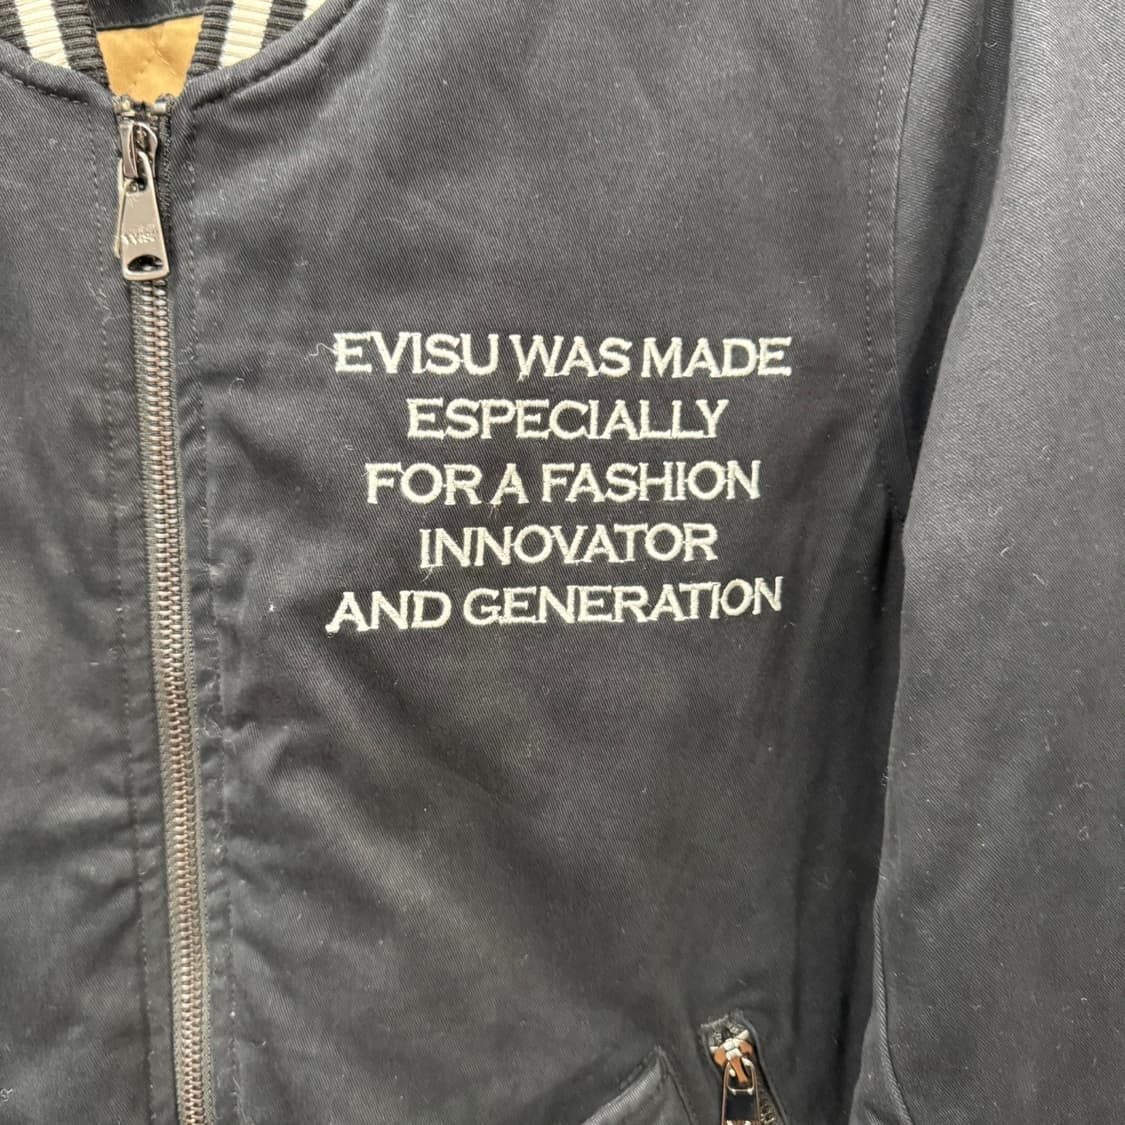 EVISU WAS MADE
ESPECIALLY
FOR A FASHION
INNOVATOR
AND GENERATION